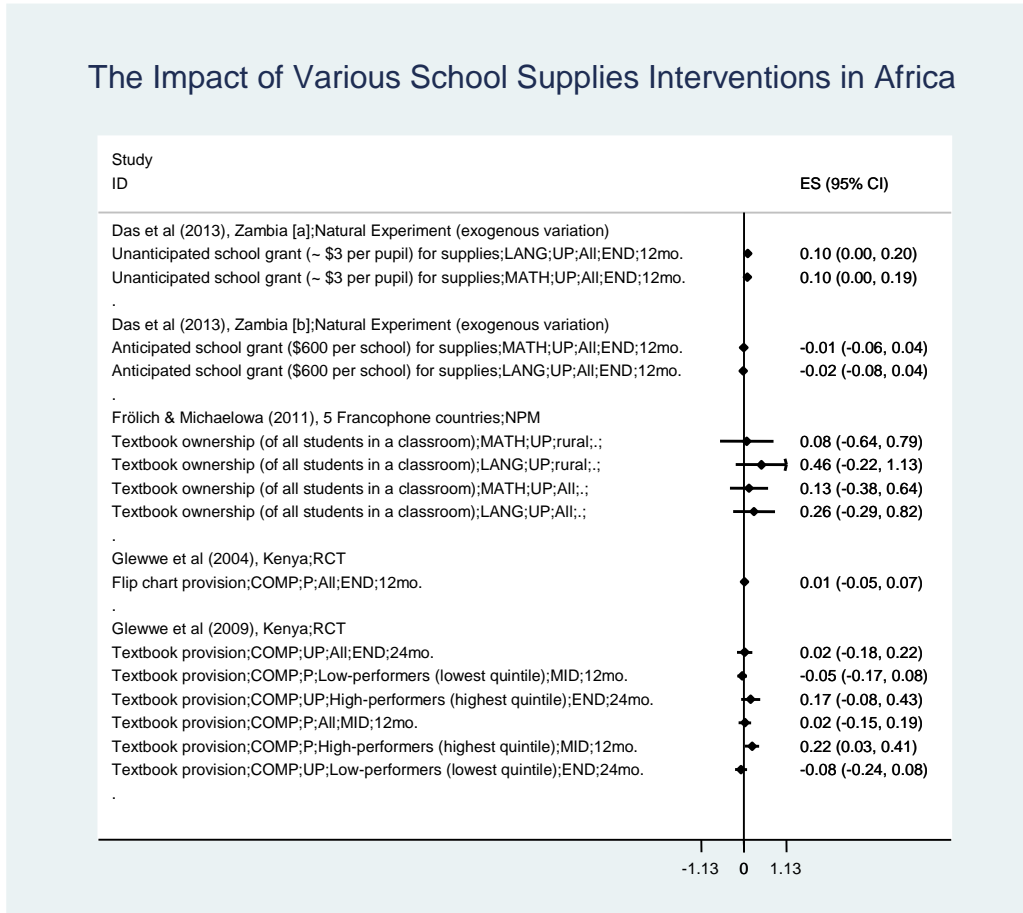 The Impact of Various School Supplies Interventions in Africa
Study
ID ES (95% CI)
Das et al (2013), Zambia [a];Natural Experiment (exogenous variation)
Unanticipated school grant (~ $3 per pupil) for supplies;LANG;UP;All;END;12mo. 0.10 (0.00, 0.20)
Unanticipated school grant (~ $3 per pupil) for supplies;MATH;UP;All;END;12mo. 0.10 (0.00, 0.19)
.
Das et al (2013), Zambia [b];Natural Experiment (exogenous variation)
Anticipated school grant ($600 per school) for supplies;MATH;UP;All;END;12mo. -0.01 (-0.06, 0.04)
Anticipated school grant ($600 per school) for supplies;LANG;UP;All;END;12mo. -0.02 (-0.08, 0.04)
.
Frölich & Michaelowa (2011), 5 Francophone countries;NPM
Textbook ownership (of all students in a classroom);MATH;UP;rural;.; 0.08 (-0.64, 0.79)
Textbook ownership (of all students in a classroom);LANG;UP;rural;.; 0.46 (-0.22, 1.13)
Textbook ownership (of all students in a classroom);MATH;UP;All;.; 0.13 (-0.38, 0.64)
Textbook ownership (of all students in a classroom);LANG;UP;All;.; 0.26 (-0.29, 0.82)
.
Glewwe et al (2004), Kenya;RCT
Flip chart provision;COMP;P;All;END;12mo. 0.01 (-0.05, 0.07)
.
Glewwe et al (2009), Kenya;RCT
Textbook provision;COMP;UP;All;END;24mo. 0.02 (-0.18, 0.22)
Textbook provision;COMP;P;Low-performers (lowest quintile);MID;12mo. -0.05 (-0.17, 0.08)
Textbook provision;COMP;UP;High-performers (highest quintile);END;24mo. 0.17 (-0.08, 0.43)
Textbook provision;COMP;P;All;MID;12mo. 0.02 (-0.15, 0.19)
Textbook provision;COMP;P;High-performers (highest quintile);MID;12mo. 0.22 (0.03, 0.41)
Textbook provision;COMP;UP;Low-performers (lowest quintile);END;24mo. -0.08 (-0.24, 0.08)
.
-1.13 0 1.13